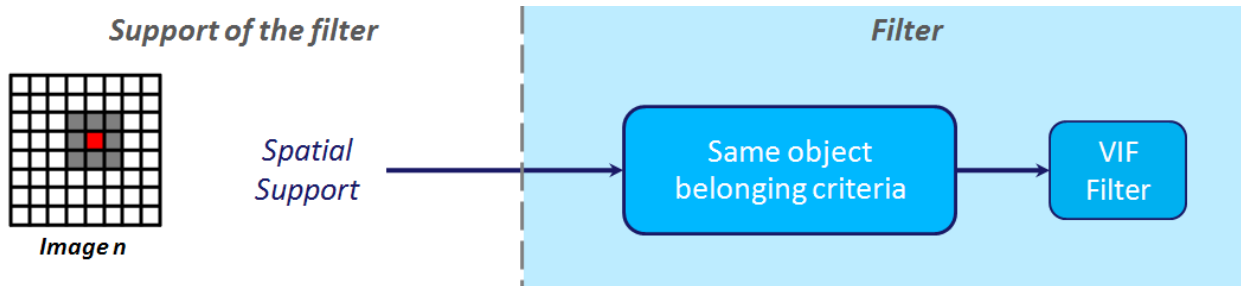 Support of the filter
Filter
Spatial
Support
Same object
belonging criteria
VIF
Filter
Image n